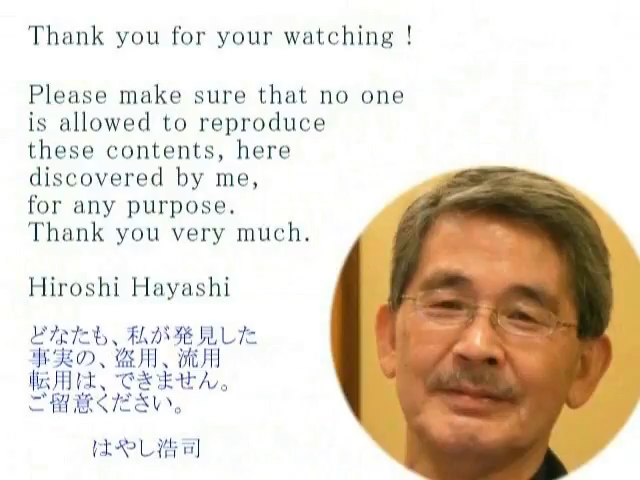 Thank you for your watching !
Please make sure that no one
is allowed to reproduce
these contents, here
discovered by me,
for any purpose.
Thank you very much.
Hiroshi Hayashi
どなたも、私が発見した
事実の、盗用、流用
転用は、できません。
ご留意ください。
はやし浩司